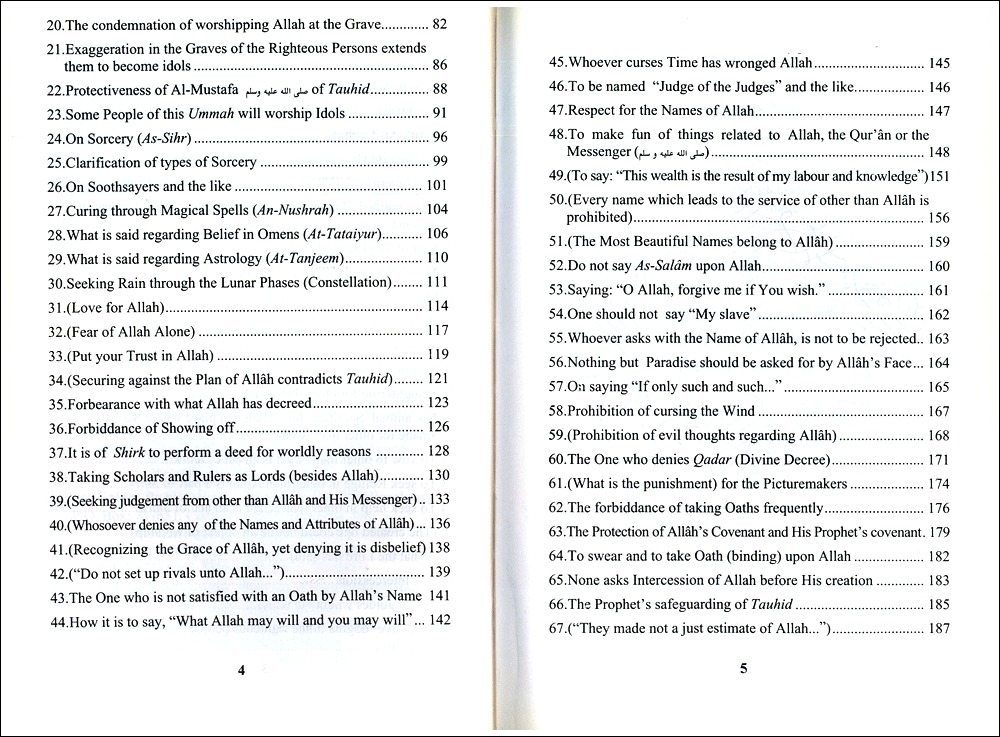 20.The condemnation of worshipping Allah at the Grave............ 82
21.Exaggeration in the Graves of the Righteous Persons extends
them to become idols ............................................................ 86
22.Protectiveness of Al-Mustafa صلى الله عليه وسلم of Tauhid............... 88
23.Some People of this Ummah will worship Idols ..................... 91
24.On Sorcery (As-Sihr) ............................................................ 96
25.Clarification of types of Sorcery ........................................... 99
26.On Soothsayers and the like ................................................ 101
27.Curing through Magical Spells (An-Nushrah) ..................... 104
28.What is said regarding Belief in Omens (At-Tataiyur).......... 106
29.What is said regarding Astrology (At-Tanjeem)................... 110
30.Seeking Rain through the Lunar Phases (Constellation)....... 111
31.(Love for Allah)................................................................. 114
32.(Fear of Allah Alone) ......................................................... 117
33.(Put your Trust in Allah) .................................................... 119
34.(Securing against the Plan of Allâh contradicts Tauhid)....... 121
35.Forbearance with what Allah has decreed........................... 123
36.Forbiddance of Showing off............................................... 126
37.It is of Shirk to perform a deed for worldly reasons ............ 128
38.Taking Scholars and Rulers as Lords (besides Allah).......... 130
39.(Seeking judgement from other than Allâh and His Messenger) .. 133
40.(Whosoever denies any of the Names and Attributes of Allâh)... 136
41.(Recognizing the Grace of Allâh, yet denying it is disbelief) 138
42.(“Do not set up rivals unto Allah...”)................................... 139
43.The One who is not satisfied with an Oath by Allah’s Name 141
44.How it is to say, “What Allah may will and you may will” ... 142
4
45.Whoever curses Time has wronged Allah............................ 145
46.To be named “Judge of the Judges” and the like.................. 146
47.Respect for the Names of Allah........................................... 147
48.To make fun of things related to Allah, the Qur’ân or the
Messenger (صلى الله عليه و سلم)...................................................... 148
49.(To say: “This wealth is the result of my labour and knowledge”)151
50.(Every name which leads to the service of other than Allâh is
prohibited)......................................................................... 156
51.(The Most Beautiful Names belong to Allâh)...................... 159
52.Do not say As-Salâm upon Allah......................................... 160
53.Saying: “O Allah, forgive me if You wish.” ........................ 161
54.One should not say “My slave”........................................... 162
55.Whoever asks with the Name of Allâh, is not to be rejected.. 163
56.Nothing but Paradise should be asked for by Allâh’s Face... 164
57.On saying “If only such and such...”................................... 165
58.Prohibition of cursing the Wind .......................................... 167
59.(Prohibition of evil thoughts regarding Allâh)..................... 168
60.The One who denies Qadar (Divine Decree)....................... 171
61.(What is the punishment) for the Picturemakers .................. 174
62.The forbiddance of taking Oaths frequently......................... 176
63.The Protection of Allâh’s Covenant and His Prophet’s covenant. 179
64.To swear and to take Oath (binding) upon Allah ................. 182
65.None asks Intercession of Allah before His creation ............ 183
66.The Prophet’s safeguarding of Tauhid ................................ 185
67.(“They made not a just estimate of Allah...”)....................... 187
5